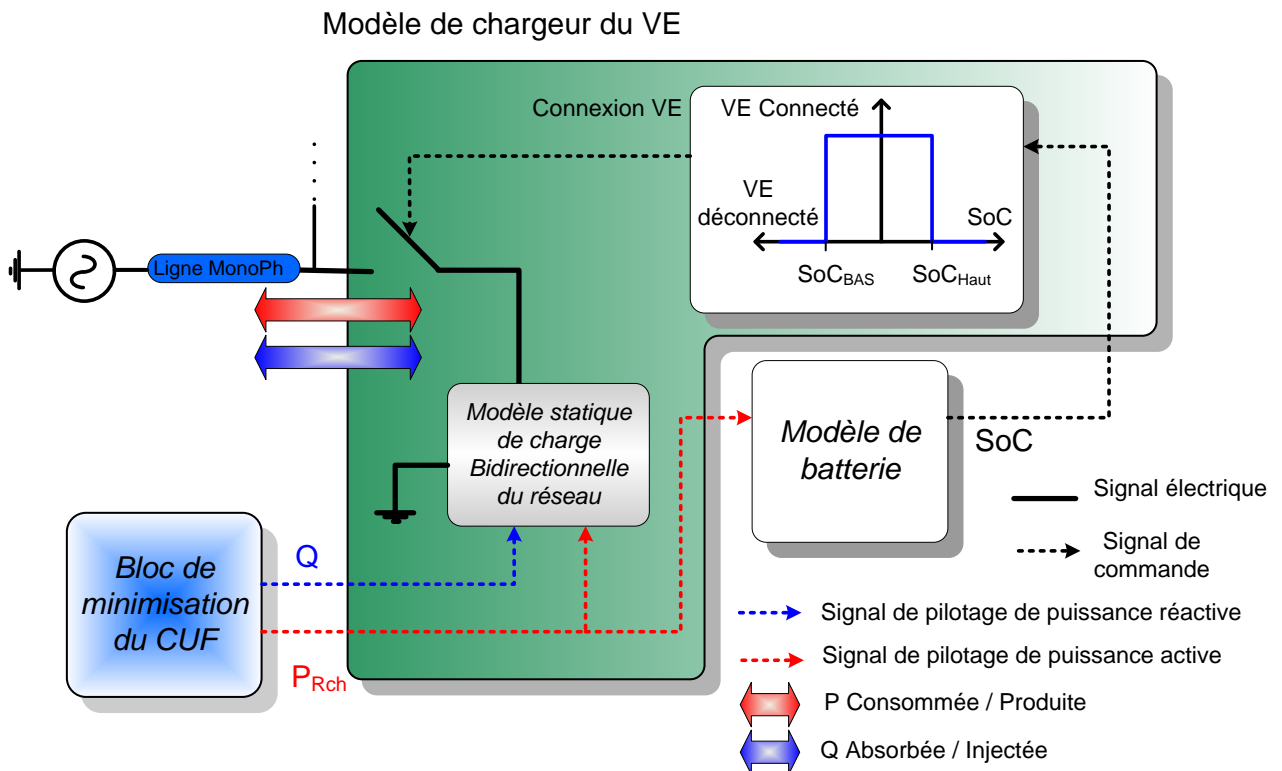 Modèle de chargeur du VE
Connexion VE
VE Connecté
VE
déconnecté
SoC
SoCBAS
SoCHaut
Ligne MonoPh
Modèle statique
de charge
Bidirectionnelle
du réseau
Modèle de
batterie
SoC
Bloc de
minimisation
du CUF
Q
PRch
Signal électrique
Signal de
commande
Signal de pilotage de puissance réactive
Signal de pilotage de puissance active
P Consommée / Produite
Q Absorbée / Injectée